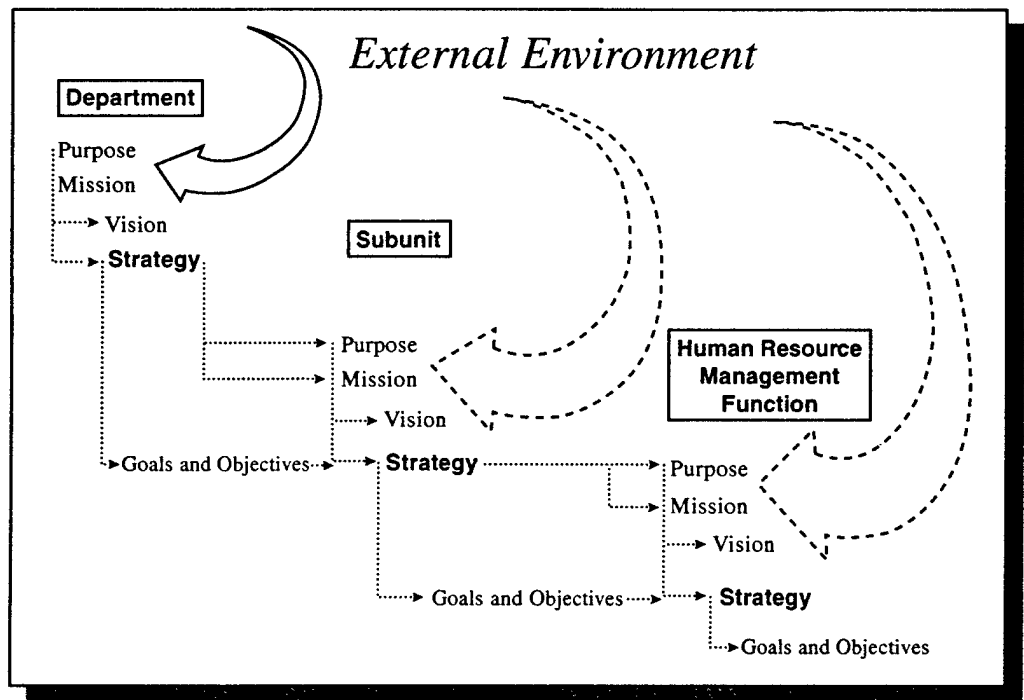 External Environment
Department
Purpose
Mission
Vision
Strategy
Goals and Objectives
Subunit
Purpose
Mission
Vision
Strategy
Goals and Objectives
Human Resource
Management
Function
Purpose
Mission
Vision
Strategy
Goals and Objectives